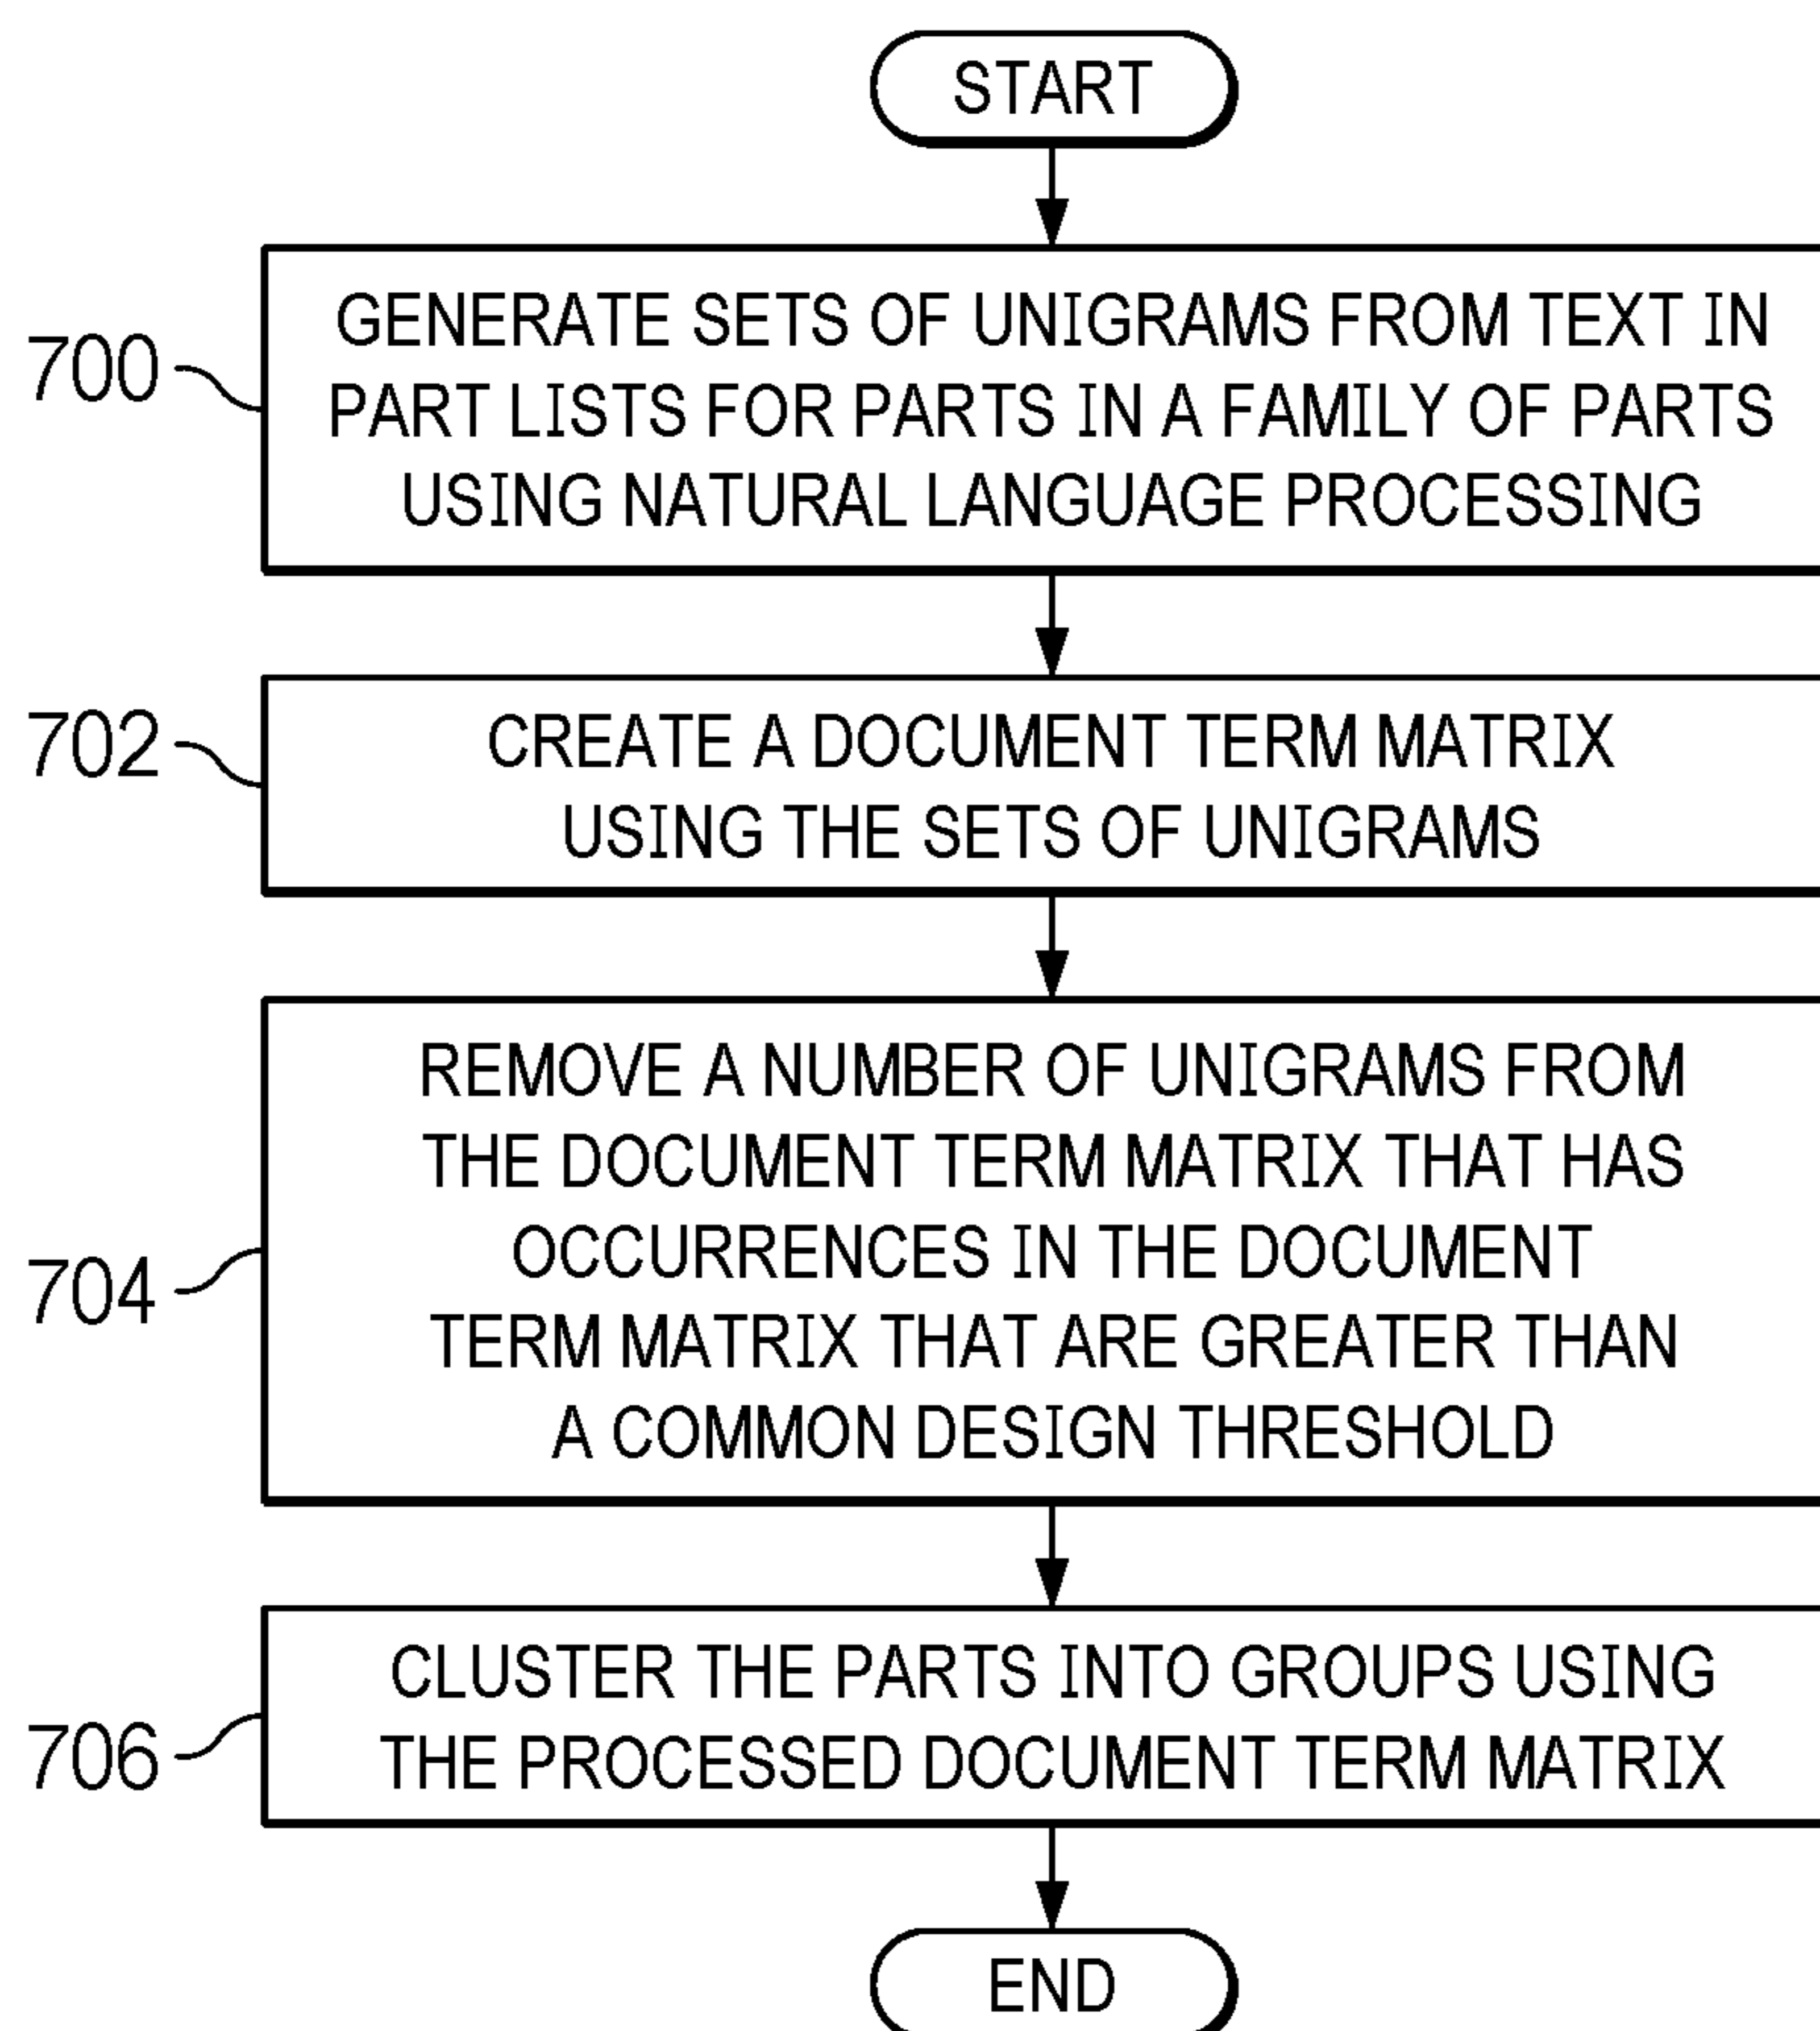 START
700
GENERATE SETS OF UNIGRAMS FROM TEXT IN
PART LISTS FOR PARTS IN A FAMILY OF PARTS
USING NATURAL LANGUAGE PROCESSING
702
CREATE A DOCUMENT TERM MATRIX
USING THE SETS OF UNIGRAMS
704
REMOVE A NUMBER OF UNIGRAMS FROM
THE DOCUMENT TERM MATRIX THAT HAS
OCCURRENCES IN THE DOCUMENT
TERM MATRIX THAT ARE GREATER THAN
A COMMON DESIGN THRESHOLD
706
CLUSTER THE PARTS INTO GROUPS USING
THE PROCESSED DOCUMENT TERM MATRIX
END